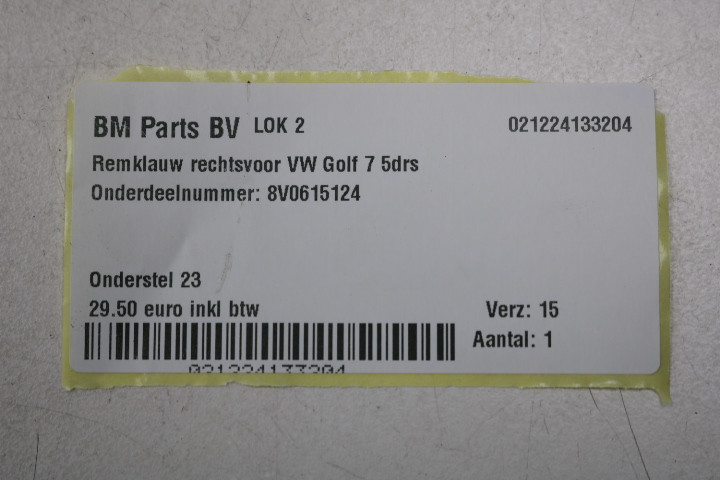 BM Parts BV LOK 2 021224133204
Remklauw rechtsvoor VW Golf 7 5drs
Onderdeelnummer: 8V0615124
Onderstel 23
29.50 euro inkl btw Verz: 15
Aantal: 1
021224133204